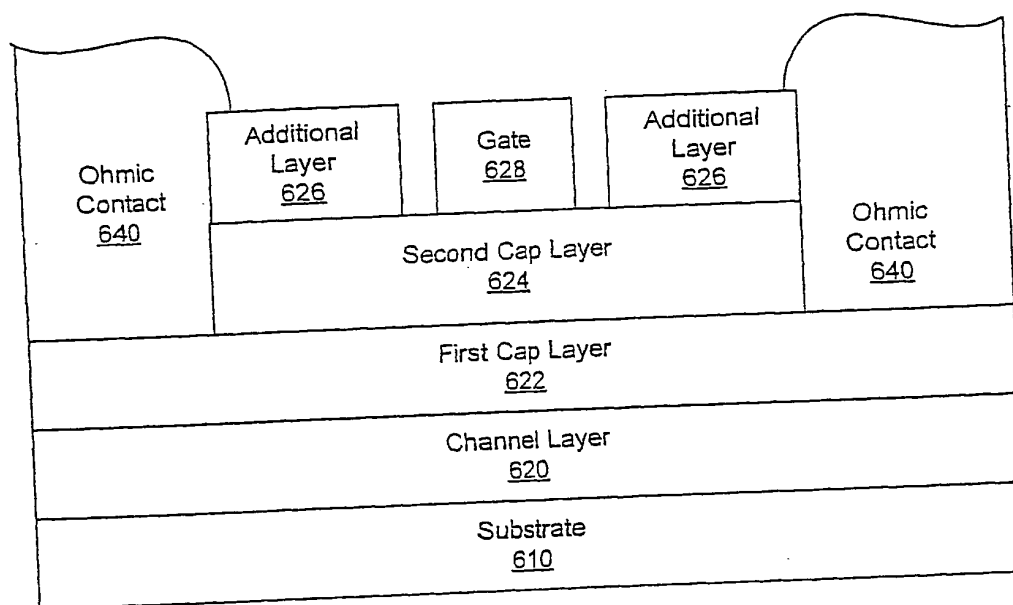 Ohmic
Contact
640
Additional
Layer
626
Gate
628
Additional
Layer
626
Ohmic
Contact
640
Second Cap Layer
624
First Cap Layer
622
Channel Layer
620
Substrate
610